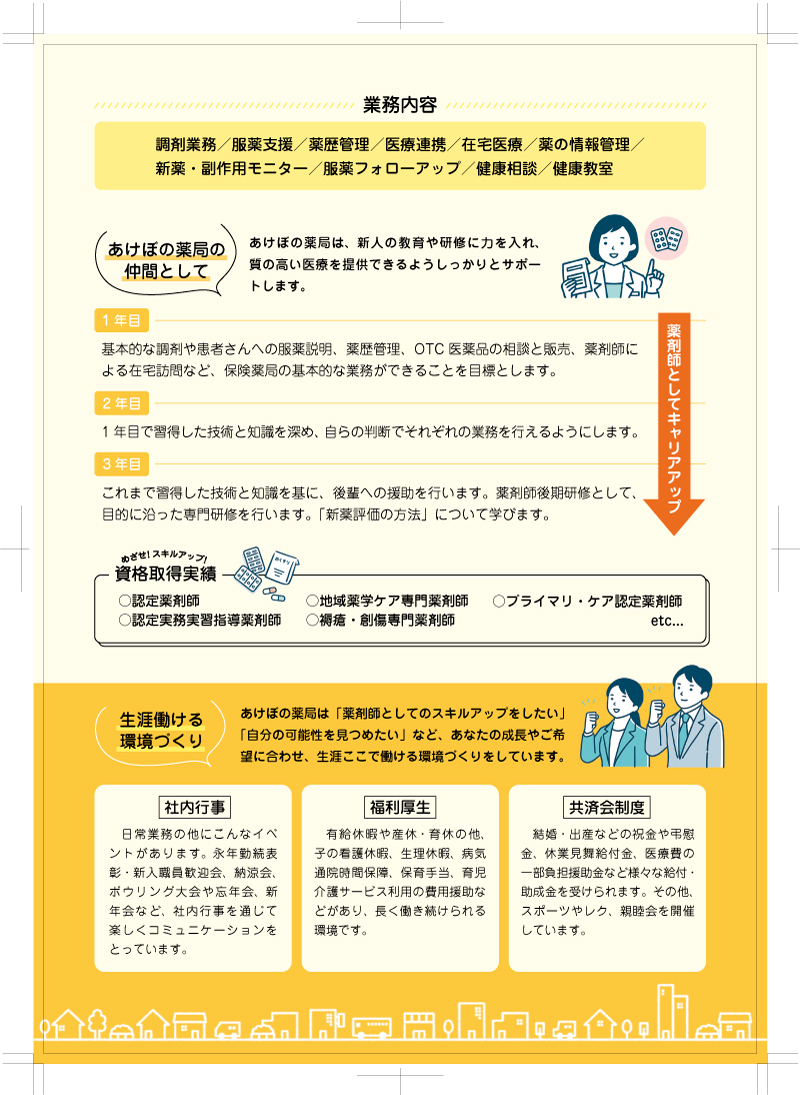 業務内容
調剤業務／服薬支援／薬歴管理／医療連携／在宅医療／薬の情報管理／
新薬・副作用モニター／服薬フォローアップ／健康相談／健康教室
あけぼの薬局の
仲間として
あけぼの薬局は、新人の教育や研修に力を入れ、
質の高い医療を提供できるようしっかりとサポー
トします。
1年目
基本的な調剤や患者さんへの服薬説明、薬歴管理、OTC 医薬品の相談と販売、薬剤師に
よる在宅訪問など、保険薬局の基本的な業務ができることを目標とします。
2年目
1年目で習得した技術と知識を深め、自らの判断でそれぞれの業務を行えるようにします。
3年目
これまで習得した技術と知識を基に、後輩への援助を行います。薬剤師後期研修として、
目的に沿った専門研修を行います。「新薬評価の方法」について学びます。
薬剤師としてキャリアアップ
めざせ！スキルアップ！
資格取得実績
おくすり
○認定薬剤師
○地域薬学ケア専門薬剤師
○プライマリ・ケア認定薬剤師
○認定実務実習指導薬剤師
○褥瘡・創傷専門薬剤師
etc...
生涯働ける
環境づくり
あけぼの薬局は「薬剤師としてのスキルアップをしたい」
「自分の可能性を見つめたい」など、あなたの成長やご希
望に合わせ、生涯ここで働ける環境づくりをしています。
社内行事
日常業務の他にこんなイベ
ントがあります。永年勤続表
彰・新入職員歓迎会、納涼会、
ボウリング大会や忘年会、新
年会など、社内行事を通じて
楽しくコミュニケーションを
とっています。
福利厚生
有給休暇や産休・育休の他、
子の看護休暇、生理休暇、病気
通院時間保障、保育手当、育児
介護サービス利用の費用援助な
どがあり、長く働き続けられる
環境です。
共済会制度
結婚・出産などの祝金や弔慰
金、休業見舞給付金、医療費の
一部負担援助金など様々な給付・
助成金を受けられます。その他、
スポーツやレク、親睦会を開催
しています。